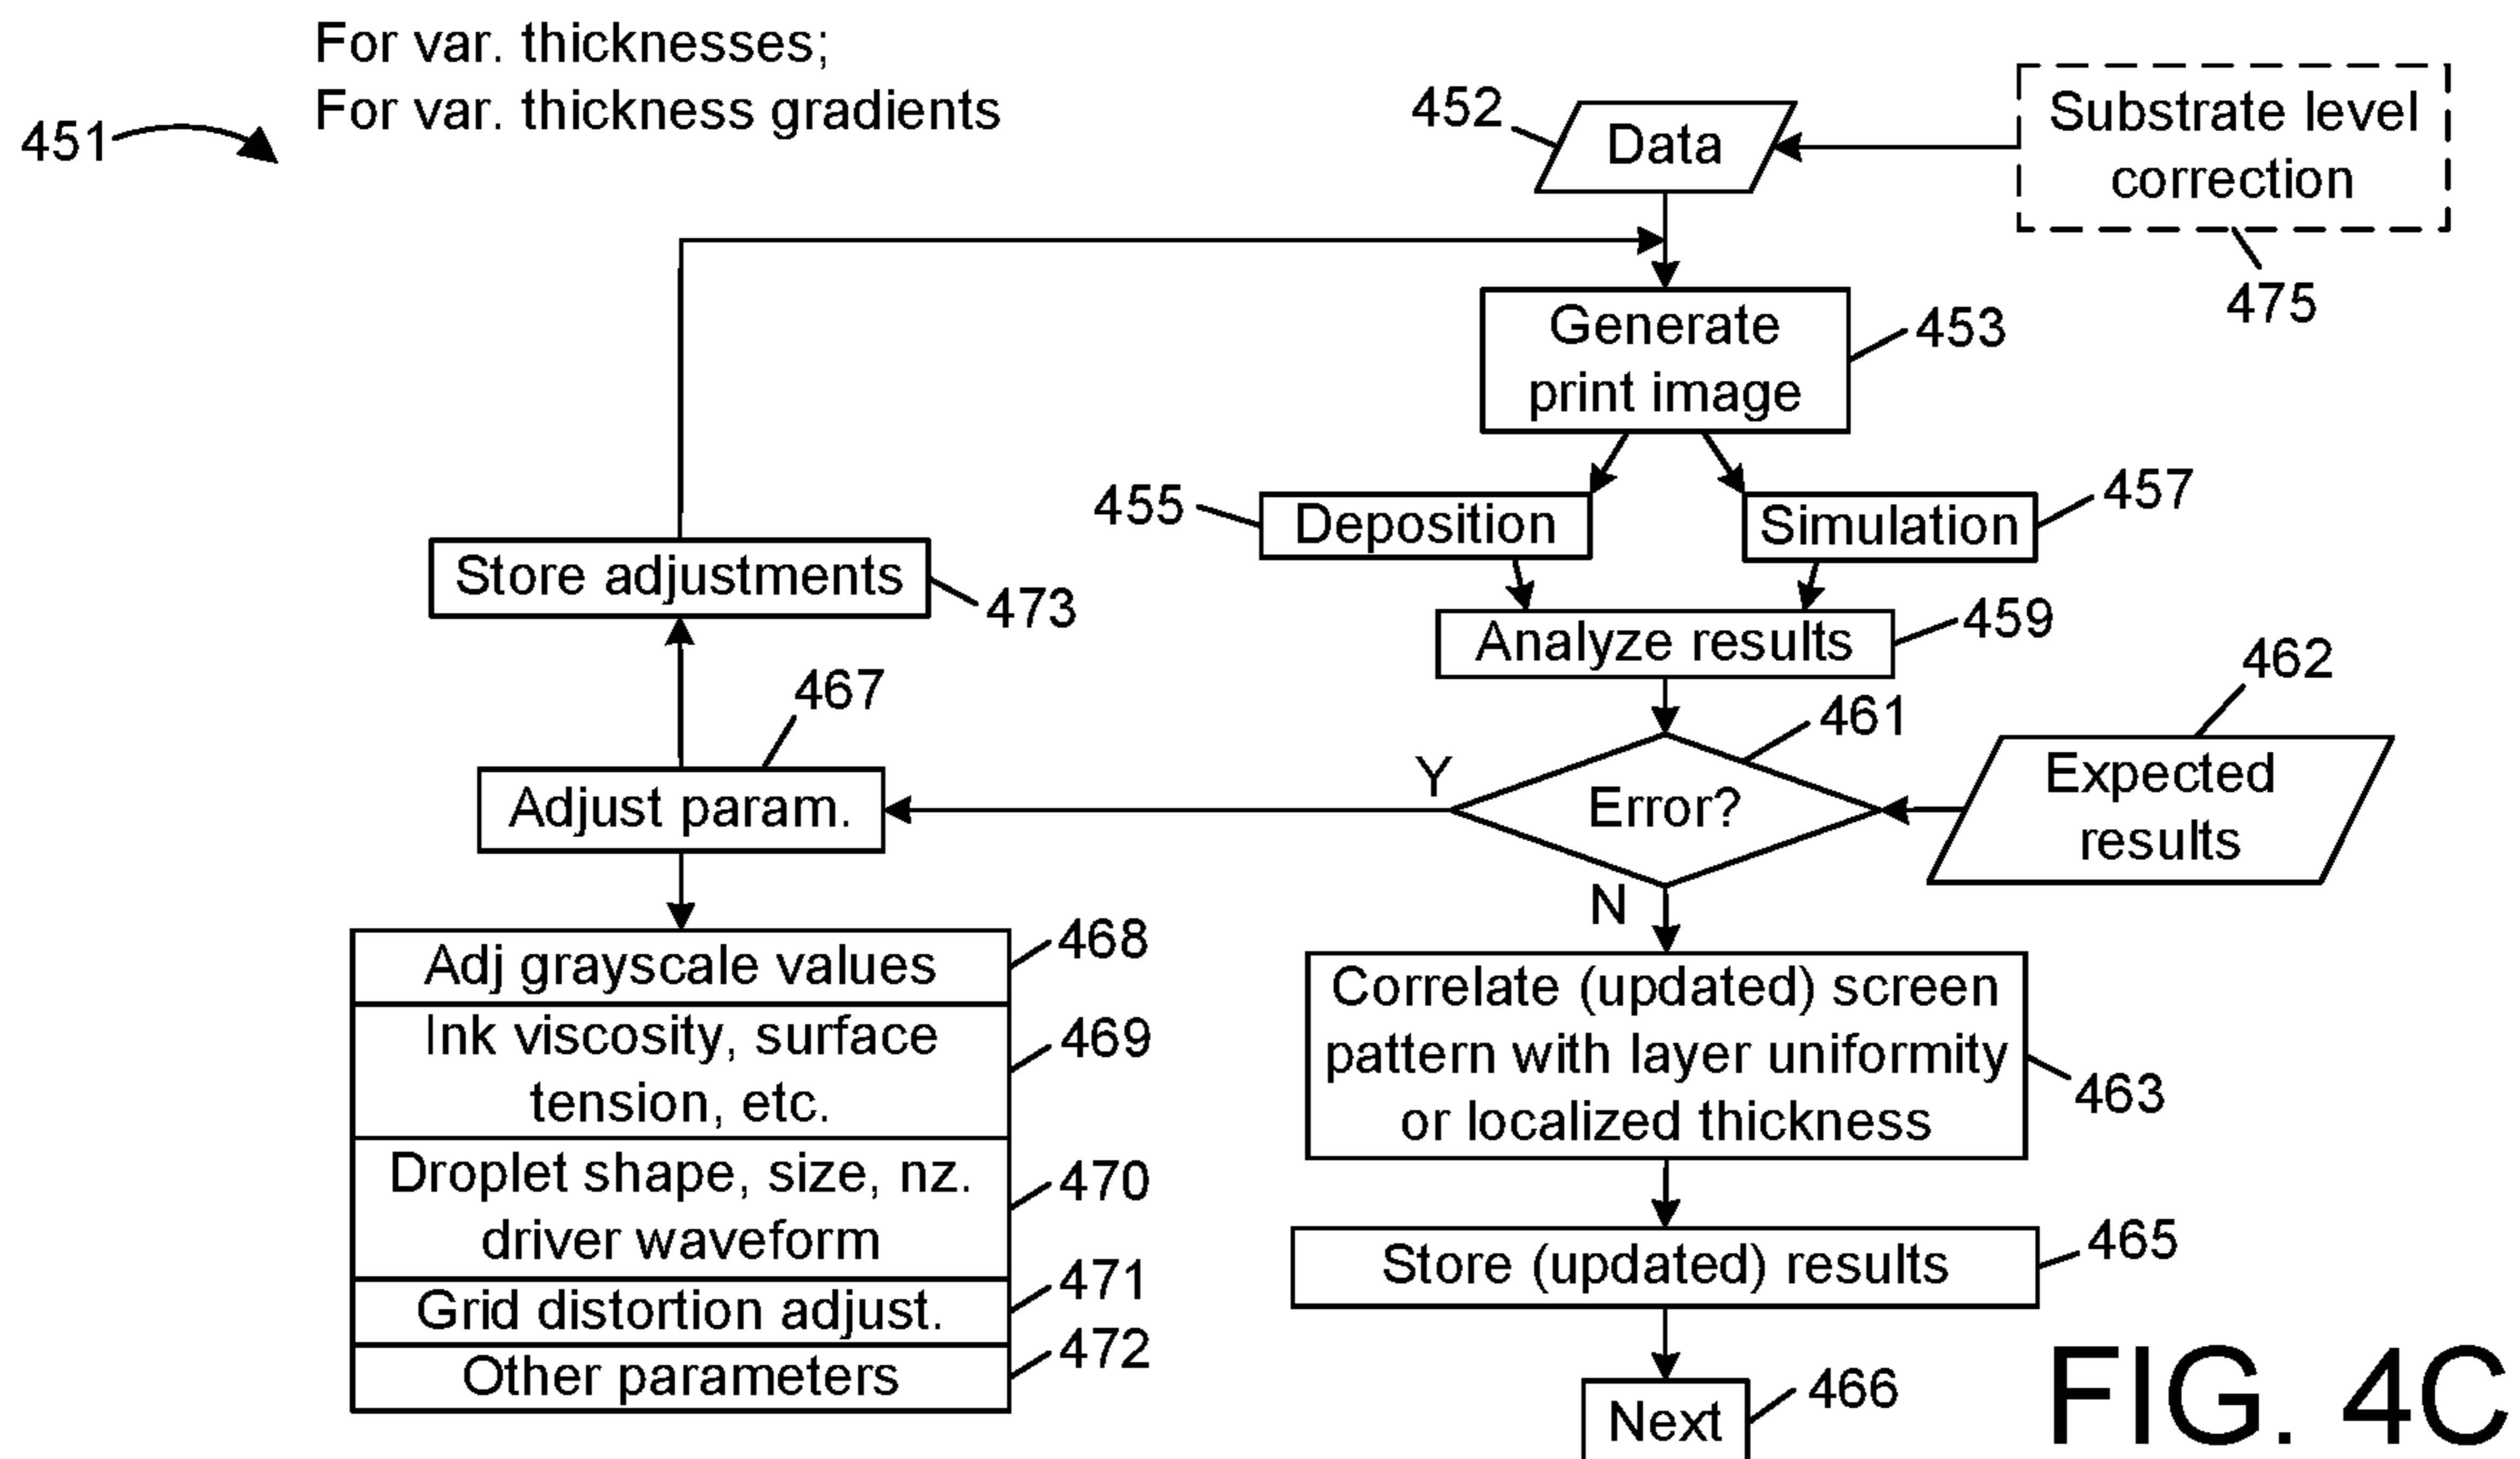 For var. thicknesses;
For var. thickness gradients
451
452
Data
Substrate level
correction
475
Generate
print image
453
455
Deposition
Simulation
457
Store adjustments
473
Analyze results
459
467
461
462
Adjust param.
Y
Error?
Expected
results
N
Adj grayscale values
468
Ink viscosity, surface
tension, etc.
469
Droplet shape, size, nz.
driver waveform
470
Grid distortion adjust.
471
Other parameters
472
Correlate (updated) screen
pattern with layer uniformity
or localized thickness
463
Store (updated) results
465
Next
466
FIG. 4C